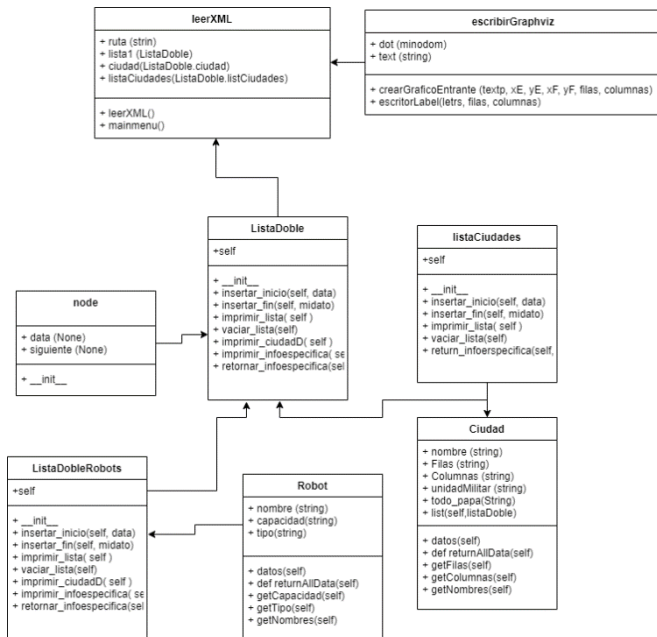 leerXML
+ ruta (strin)
+ lista1 (ListaDoble)
+ ciudad(ListaDoble.ciudad)
+ listaCiudades(ListaDoble.listCiudades)
+ leerXML()
+ mainmenu()
escribirGraphviz
+ dot (minodom)
+ text (string)
+ crearGraficoEntrante (textp, xE, yE, xF, yF, filas, columnas)
+ escritorLabel(letrs, filas, columnas)
ListaDoble
+self
+ __init__
+ insertar_inicio(self, data)
+ insertar_fin(self, midato)
+ imprimir_lista( self )
+ vaciar_lista(self)
+ imprimir_ciudadD( self )
+ imprimir_infoespecifica( se
+ retornar_infoespecifica(sel
listaCiudades
+self
+ __init__
+ insertar_inicio(self, data)
+ insertar_fin(self, midato)
+ imprimir_lista( self )
+ vaciar_lista(self)
+ return_infoerspecifica(self,
node
+ data (None)
+ siguiente (None)
+ __init__
Ciudad
+ nombre (string)
+ Filas (string)
+ Columnas (string)
+ unidadMilitar (string)
+ todo_papa(String)
+ list(self,listaDoble)
+ datos(self)
+ def returnAllData(self)
+ getFilas(self)
+ getColumnas(self)
+ getNombres(self)
ListaDobleRobots
+self
+ __init__
+ insertar_inicio(self, data)
+ insertar_fin(self, midato)
+ imprimir_lista( self )
+ vaciar_lista(self)
+ imprimir_ciudadD( self )
+ imprimir_infoespecifica( se
+ retornar_infoespecifica(sel
Robot
+ nombre (string)
+ capacidad(string)
+ tipo(string)
+ datos(self)
+ def returnAllData(self)
+ getCapacidad(self)
+ getTipo(self)
+ getNombres(self)